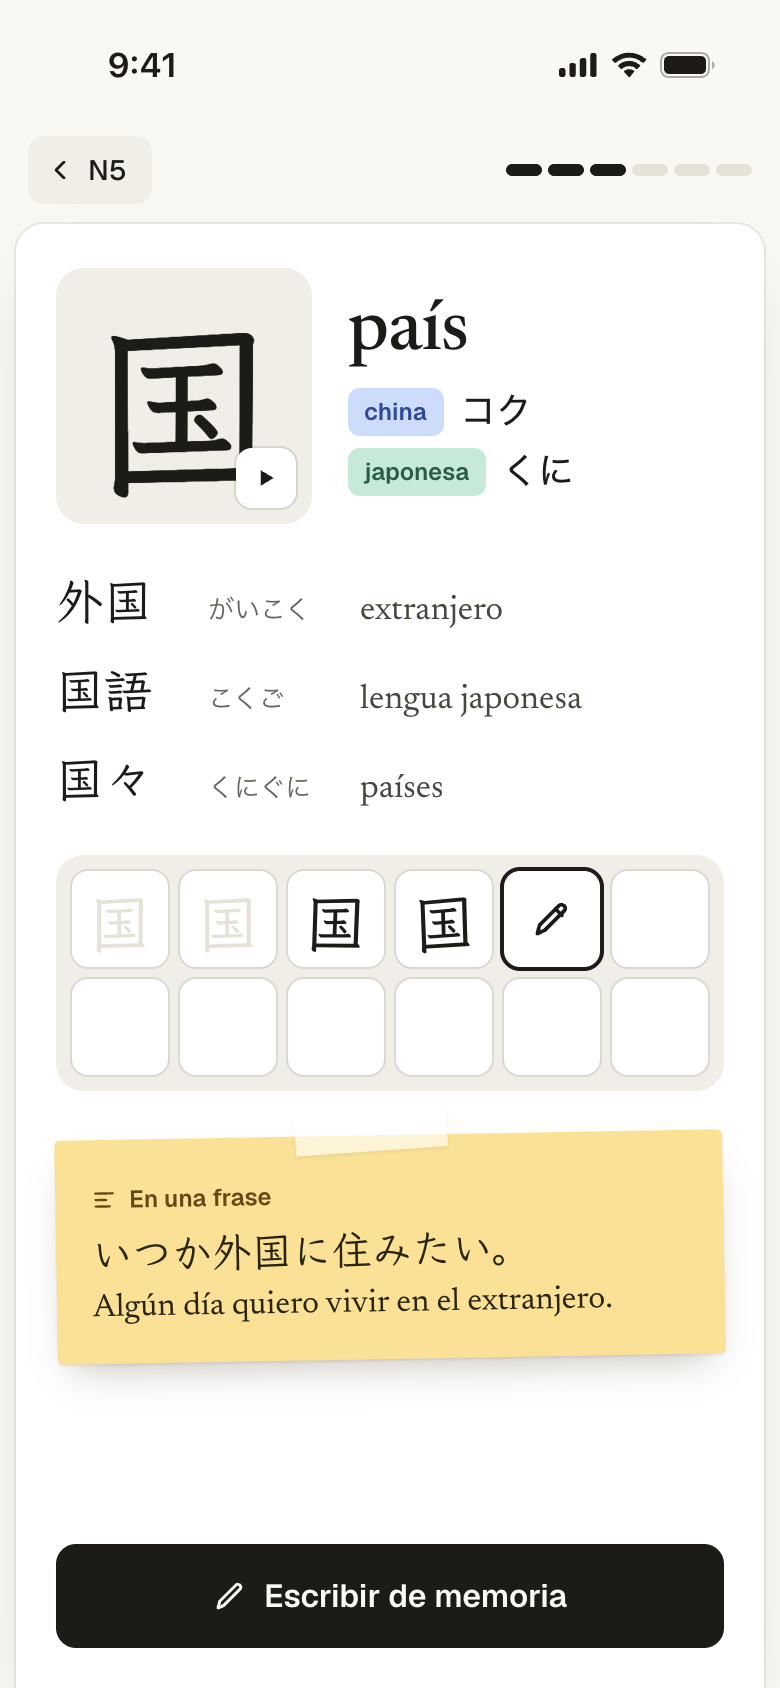 9:41
N5
国
país
china コク
japonesa くに
外国 がいこく extranjero
国語 こくご lengua japonesa
国々 くにぐに países
国 国 国 国
En una frase
いつか外国に住みたい。
Algún día quiero vivir en el extranjero.
Escribir de memoria